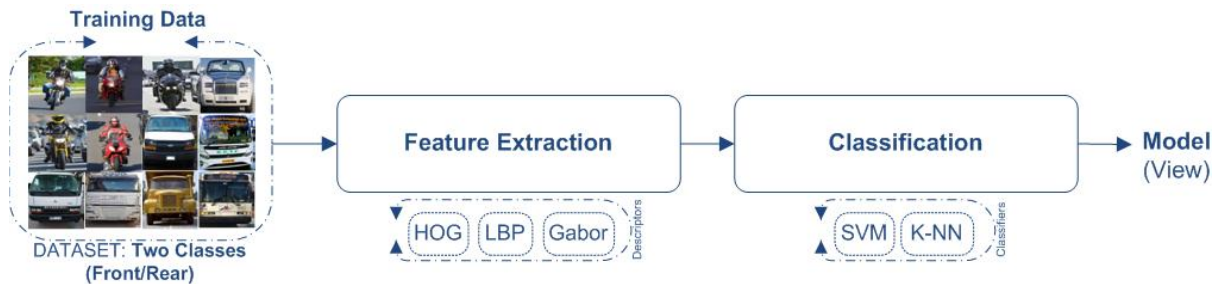 Training Data
DATASET: Two Classes
(Front/Rear)
Feature Extraction
HOG LBP Gabor
Descriptors
Classification
SVM K-NN
Classifiers
Model
(View)